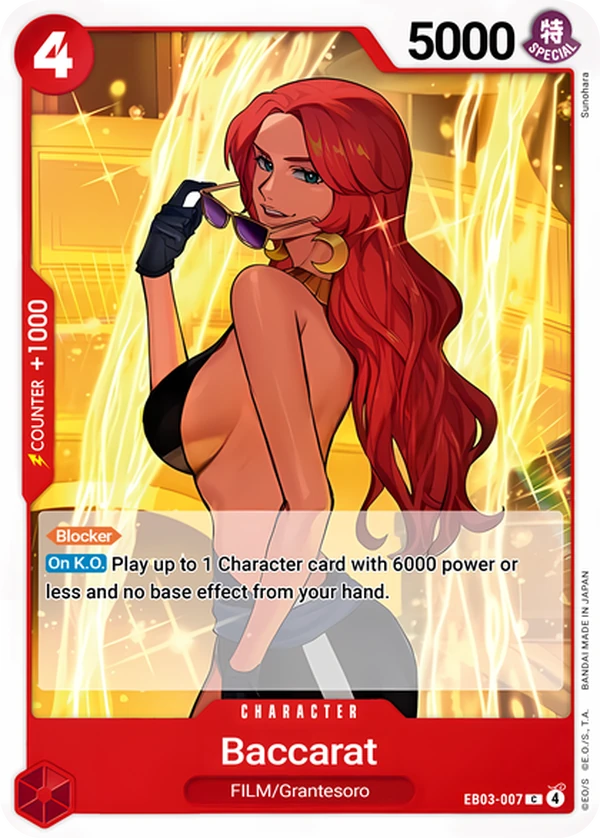 4
5000
特
SPECIAL
Sunohara
COUNTER +1000
Blocker
On K.O. Play up to 1 Character card with 6000 power or
less and no base effect from your hand.
CHARACTER
Baccarat
FILM/Grantesoro
EB03-007 C 4
©EO/S ©E.O./S., T.A. BANDAI MADE IN JAPAN